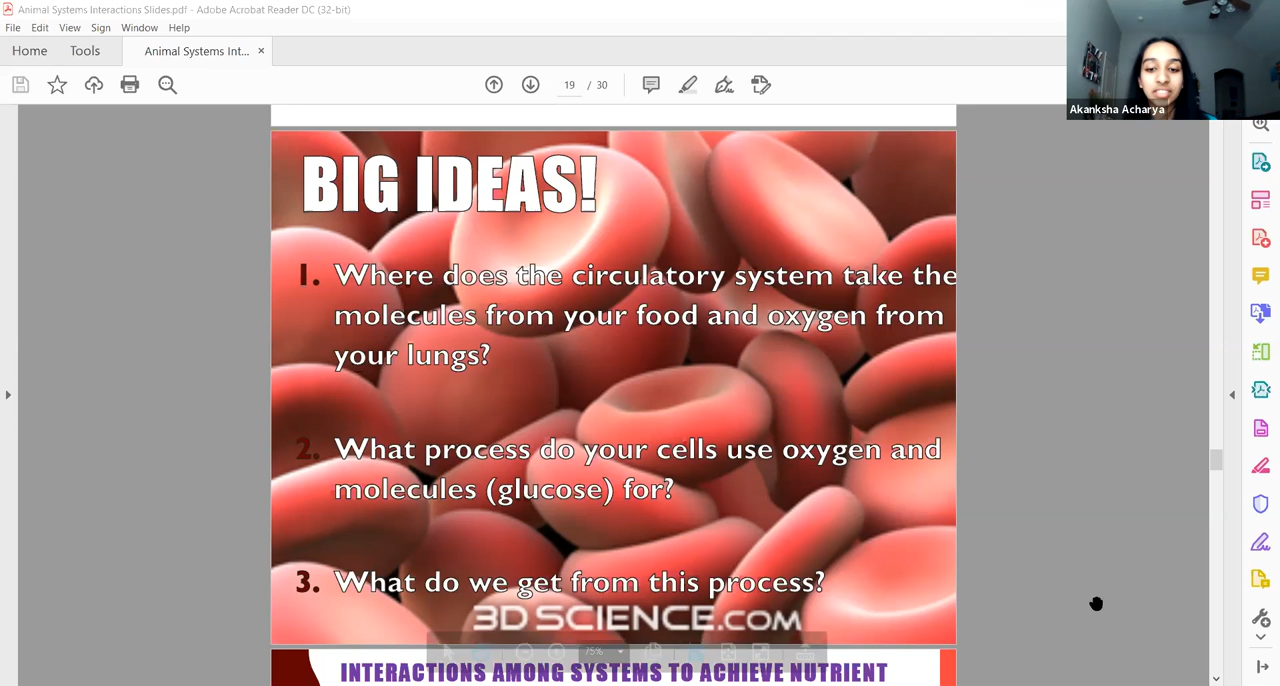 Animal Systems Interactions Slides.pdf - Adobe Acrobat Reader DC (32-bit)
File Edit View Sign Window Help
Home Tools Animal Systems Int... ×
19 / 30
Akanksha Acharya
BIG IDEAS!
1. Where does the circulatory system take the
molecules from your food and oxygen from
your lungs?
2. What process do your cells use oxygen and
molecules (glucose) for?
3. What do we get from this process?
3DSCIENCE.COM
75%
INTERACTIONS AMONG SYSTEMS TO ACHIEVE NUTRIENT